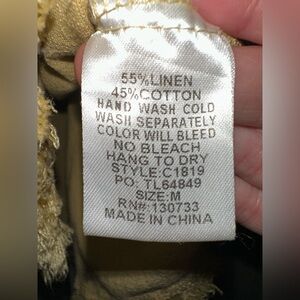 55%LINEN
45%COTTON
HAND WASH COLD
WASH SEPARATELY
COLOR WILL BLEED
NO BLEACH
HANG TO DRY
STYLE:C1819
PO: TL64849
SIZE:M
RN#:130733
MADE IN CHINA